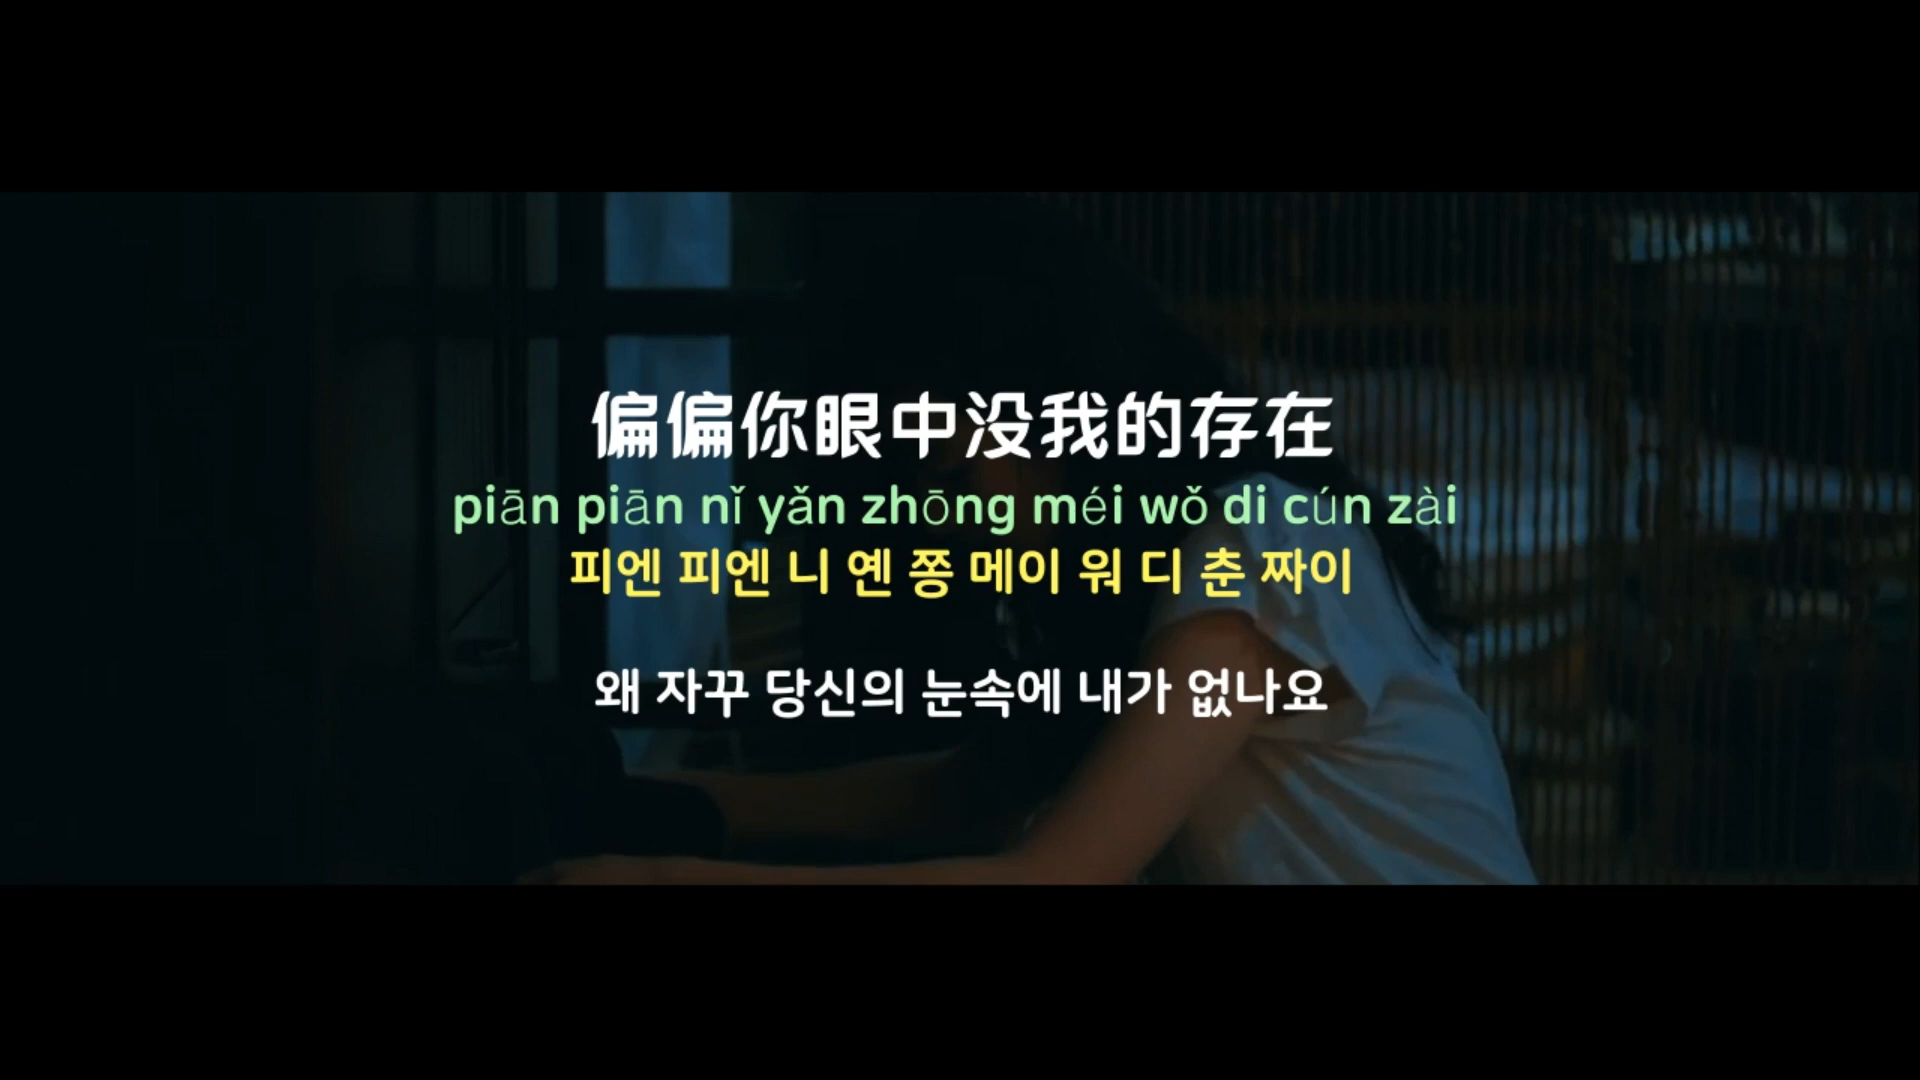 偏偏你眼中没我的存在
piān piān nǐ yǎn zhōng méi wǒ di cún zài
피엔 피엔 니 옌 쫑 메이 워 디 춘 짜이
왜 자꾸 당신의 눈속에 내가 없나요